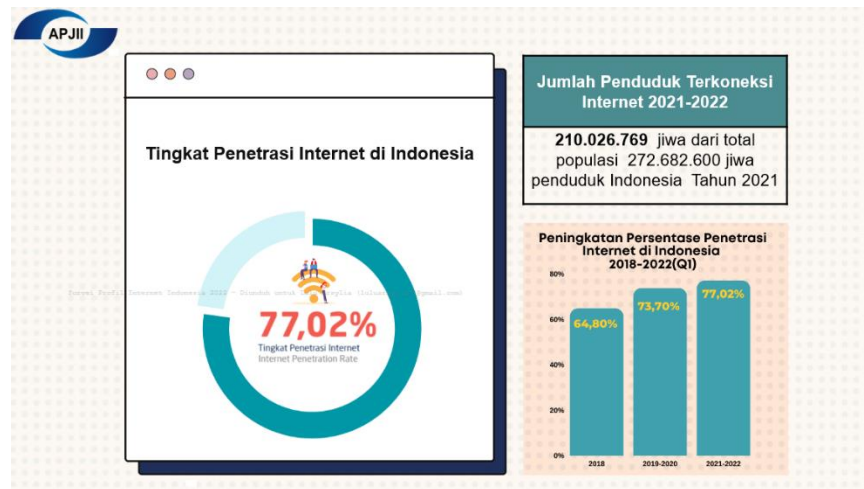 APJII
Tingkat Penetrasi Internet di Indonesia
77,02%
Tingkat Penetrasi Internet
Internet Penetration Rate
Jumlah Penduduk Terkoneksi
Internet 2021-2022
210.026.769 jiwa dari total
populasi 272.682.600 jiwa
penduduk Indonesia Tahun 2021
Peningkatan Persentase Penetrasi
Internet di Indonesia
2018-2022(Q1)
80%
60%
40%
20%
0%
64,80%
73,70%
77,02%
2018
2019-2020
2021-2022
Internet Indonesia 2022